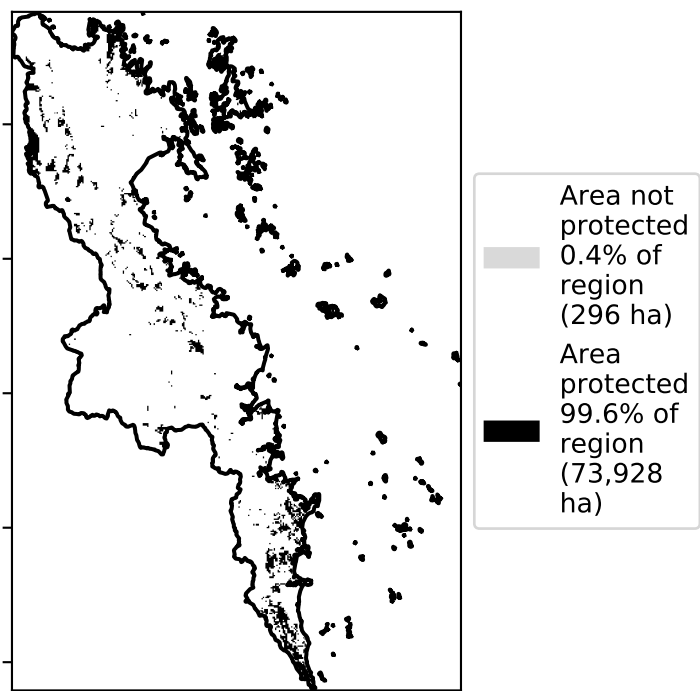 Area not
protected
0.4% of
region
(296 ha)
Area
protected
99.6% of
region
(73,928
ha)